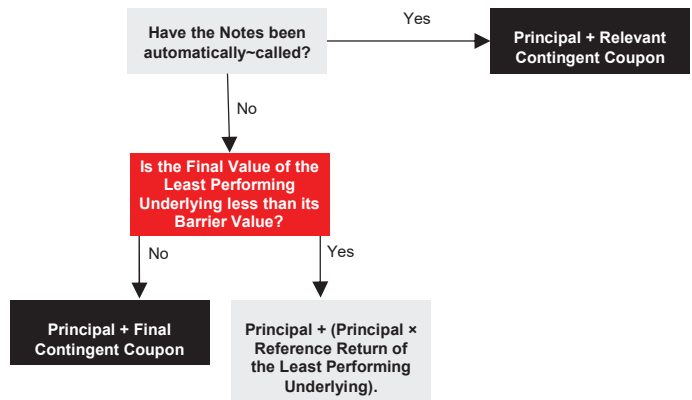 Have the Notes been
automatically~called?
Yes
Principal + Relevant
Contingent Coupon
No
Is the Final Value of the
Least Performing
Underlying less than its
Barrier Value?
No
Yes
Principal + Final
Contingent Coupon
Principal + (Principal ×
Reference Return of
the Least Performing
Underlying).